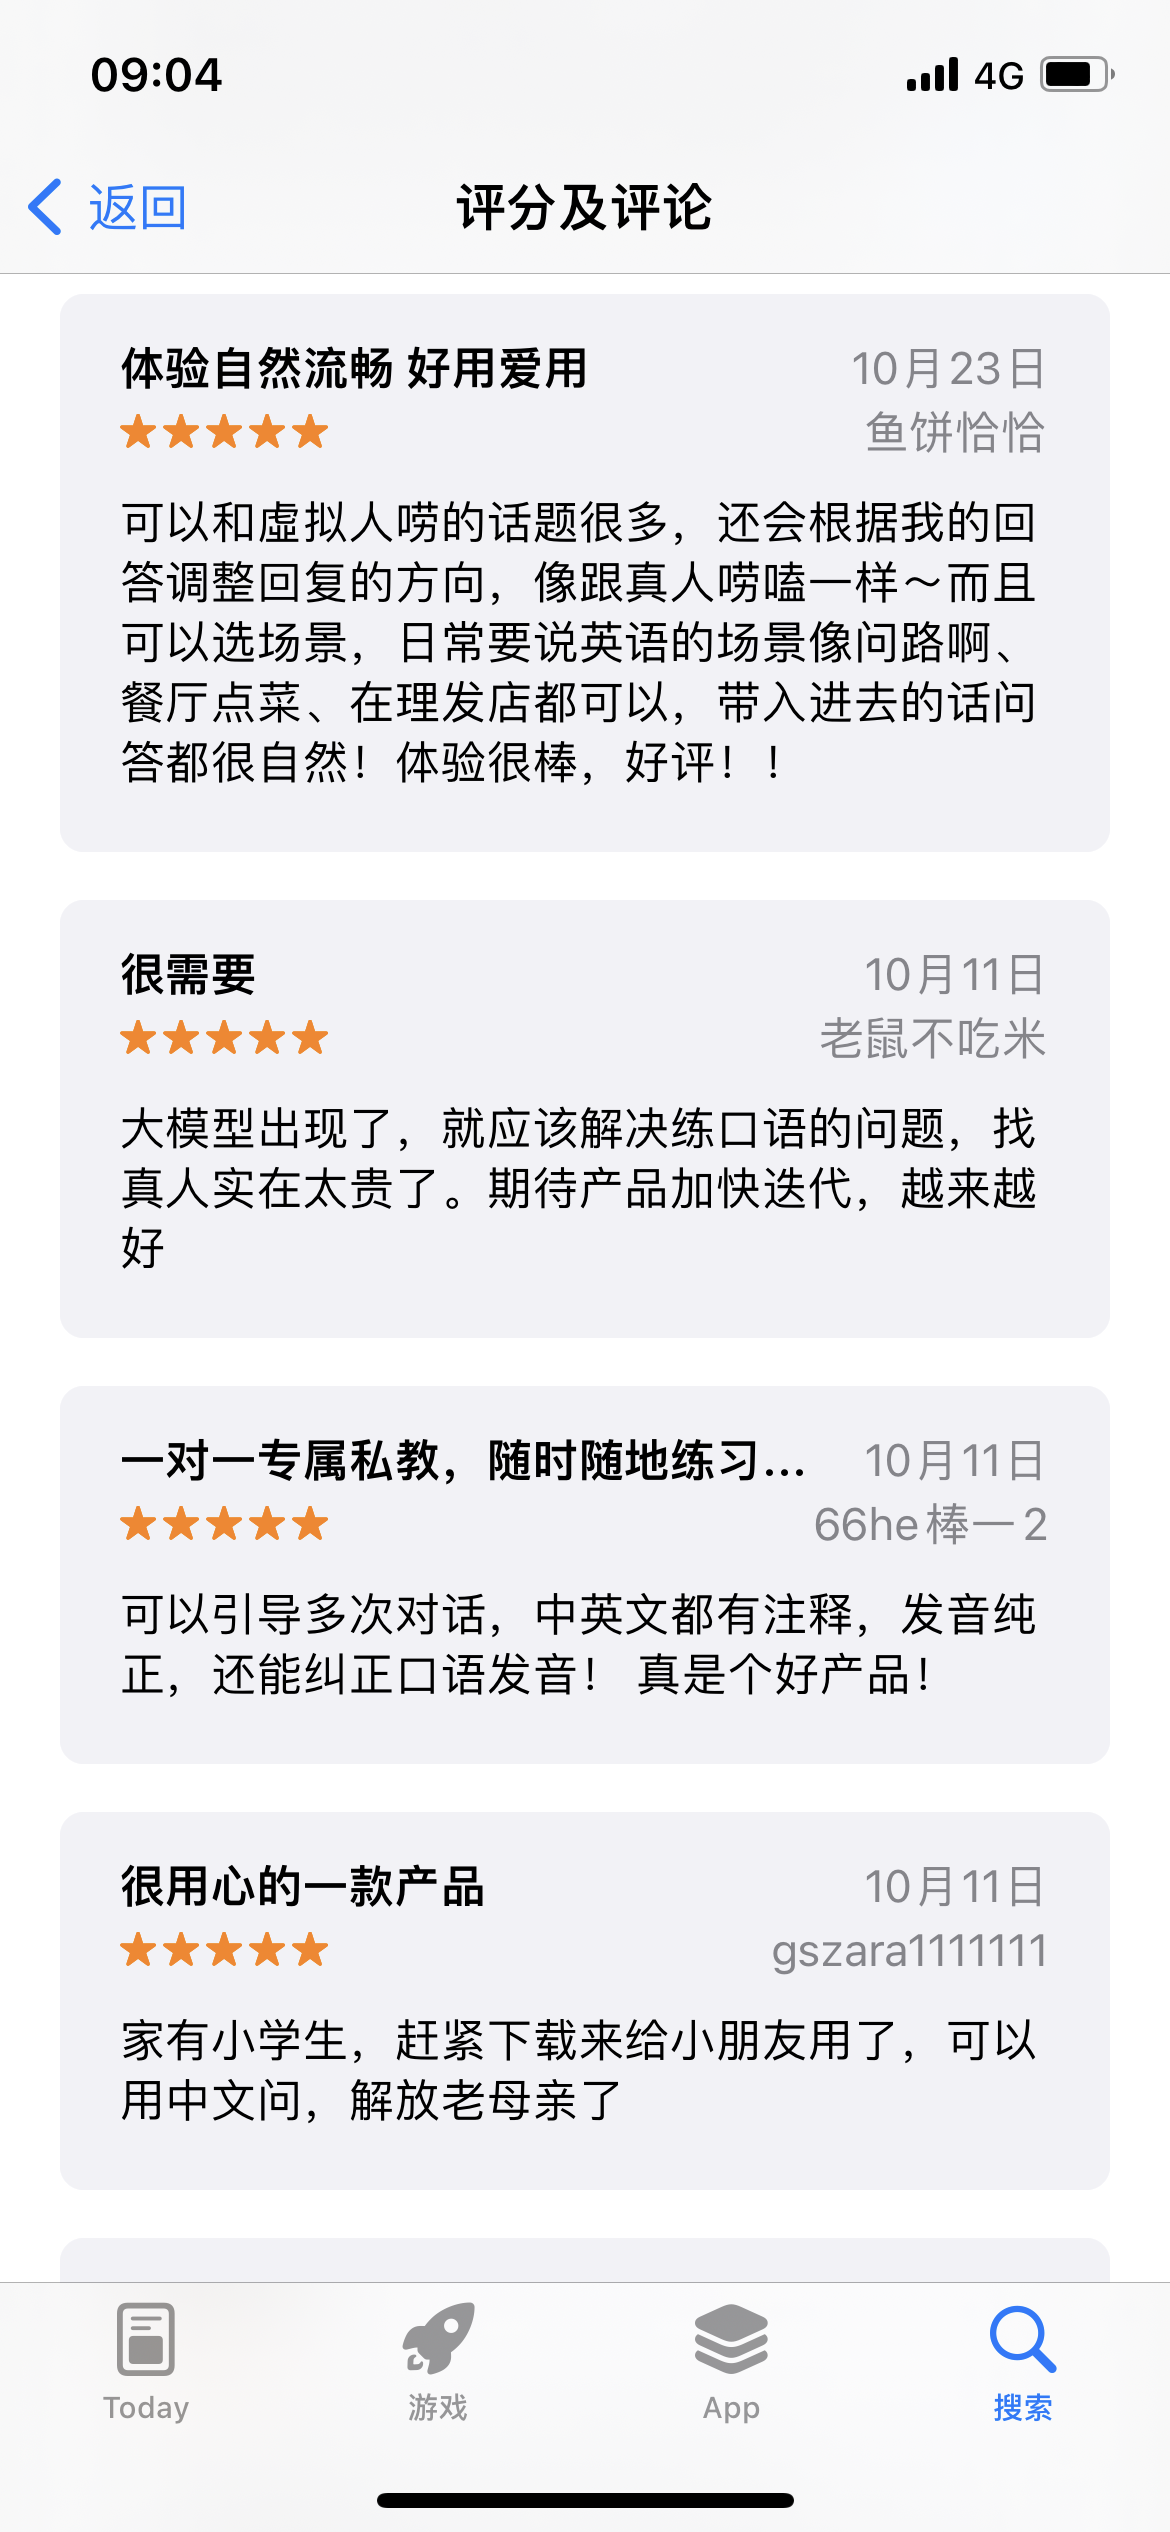 09:04
4G
返回
评分及评论
体验自然流畅 好用爱用
10月23日
鱼饼恰恰
可以和虚拟人唠的话题很多，还会根据我的回
答调整回复的方向，像跟真人唠嗑一样～而且
可以选场景，日常要说英语的场景像问路啊、
餐厅点菜、在理发店都可以，带入进去的话问
答都很自然！体验很棒，好评！！
很需要
10月11日
老鼠不吃米
大模型出现了，就应该解决练口语的问题，找
真人实在太贵了。期待产品加快迭代，越来越
好
一对一专属私教，随时随地练习...
10月11日
66he棒一2
可以引导多次对话，中英文都有注释，发音纯
正，还能纠正口语发音！ 真是个好产品！
很用心的一款产品
10月11日
gszara1111111
家有小学生，赶紧下载来给小朋友用了，可以
用中文问，解放老母亲了
Today
游戏
App
搜索